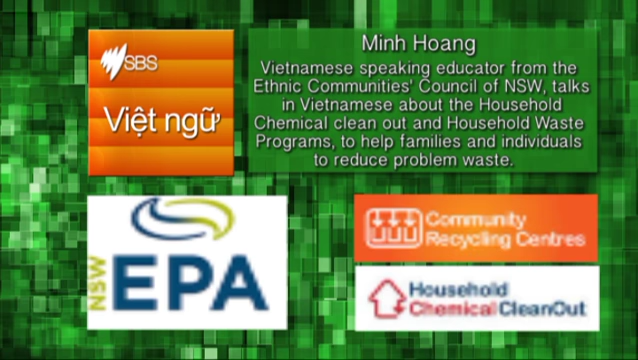 SBS
Việt ngữ
Minh Hoang
Vietnamese speaking educator from the
Ethnic Communities' Council of NSW, talks
in Vietnamese about the Household
Chemical clean out and Household Waste
Programs, to help families and individuals
to reduce problem waste.
NSW
EPA
Community
Recycling Centres
Household
Chemical CleanOut